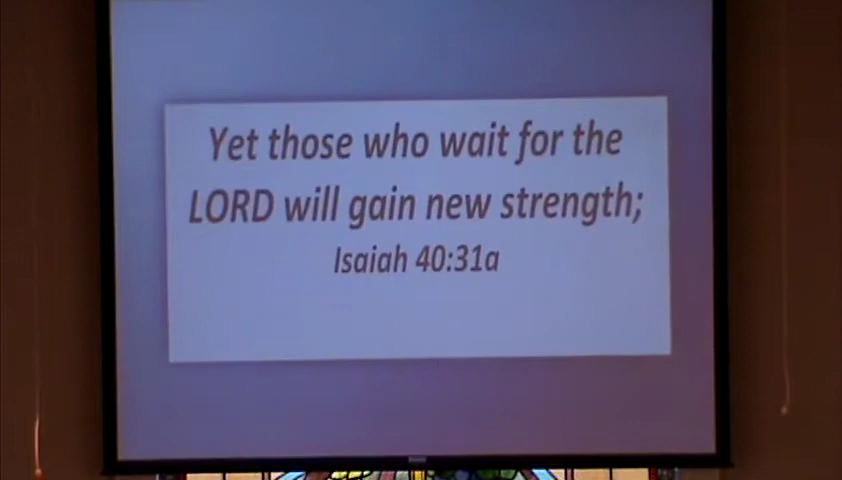 Yet those who wait for the
LORD will gain new strength;
Isaiah 40:31a